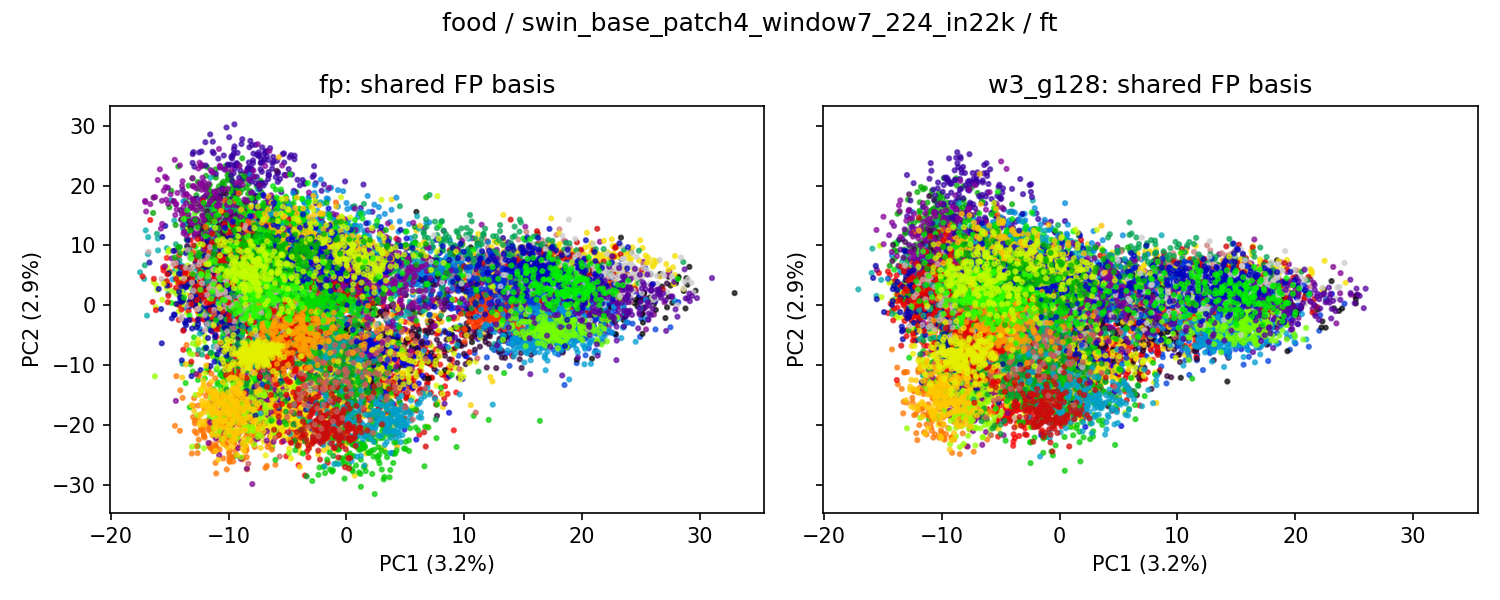 food / swin_base_patch4_window7_224_in22k / ft
fp: shared FP basis
w3_g128: shared FP basis
30
20
10
0
−10
−20
−30
PC2 (2.9%)
PC2 (2.9%)
−20 −10 0 10 20 30
−20 −10 0 10 20 30
PC1 (3.2%)
PC1 (3.2%)